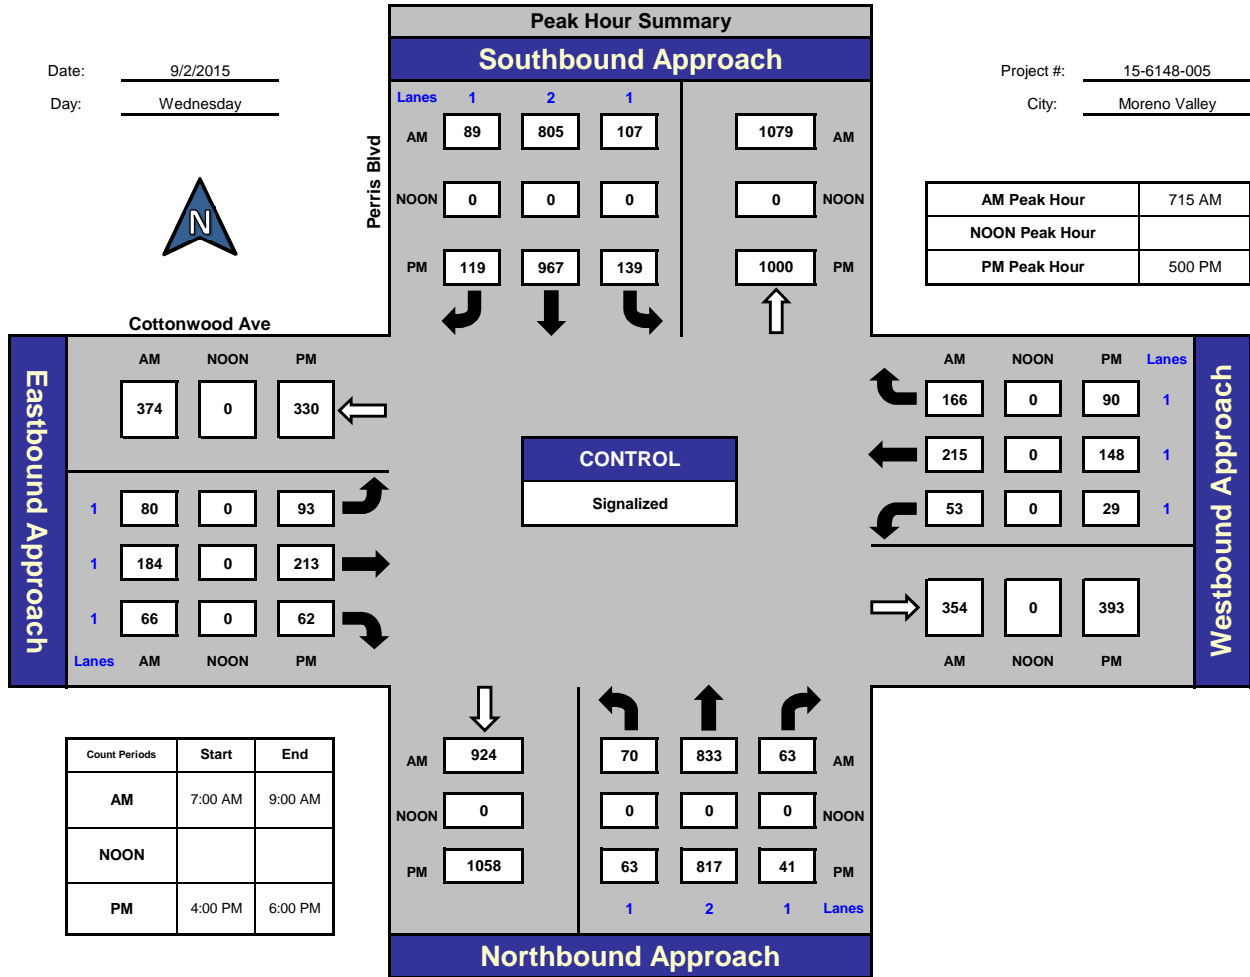 Peak Hour Summary
Southbound Approach
Date: 9/2/2015
Day: Wednesday
Project #: 15-6148-005
City: Moreno Valley
N
Perris Blvd
Lanes 1 2 1
AM 89 805 107 1079 AM
NOON 0 0 0 0 NOON
PM 119 967 139 1000 PM
AM Peak Hour 715 AM
NOON Peak Hour
PM Peak Hour 500 PM
Cottonwood Ave
Eastbound Approach
AM NOON PM
374 0 330
1 80 0 93
1 184 0 213
1 66 0 62
Lanes AM NOON PM
CONTROL
Signalized
AM NOON PM Lanes
166 0 90 1
215 0 148 1
53 0 29 1
354 0 393
AM NOON PM
Westbound Approach
Count Periods Start End
AM 7:00 AM 9:00 AM
NOON
PM 4:00 PM 6:00 PM
AM 924 70 833 63 AM
NOON 0 0 0 0 NOON
PM 1058 63 817 41 PM
1 2 1 Lanes
Northbound Approach